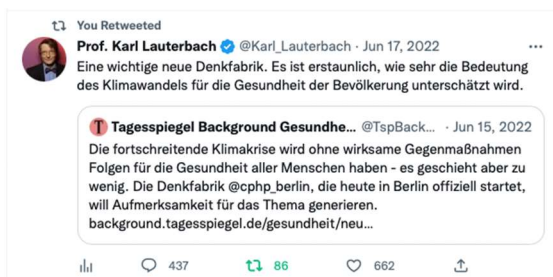 You Retweeted
Prof. Karl Lauterbach @Karl_Lauterbach · Jun 17, 2022
Eine wichtige neue Denkfabrik. Es ist erstaunlich, wie sehr die Bedeutung
des Klimawandels für die Gesundheit der Bevölkerung unterschätzt wird.
T Tagesspiegel Background Gesundhe... @TspBack... · Jun 15, 2022
Die fortschreitende Klimakrise wird ohne wirksame Gegenmaßnahmen
Folgen für die Gesundheit aller Menschen haben - es geschieht aber zu
wenig. Die Denkfabrik @cphp_berlin, die heute in Berlin offiziell startet,
will Aufmerksamkeit für das Thema generieren.
background.tagesspiegel.de/gesundheit/neu...
437 86 662